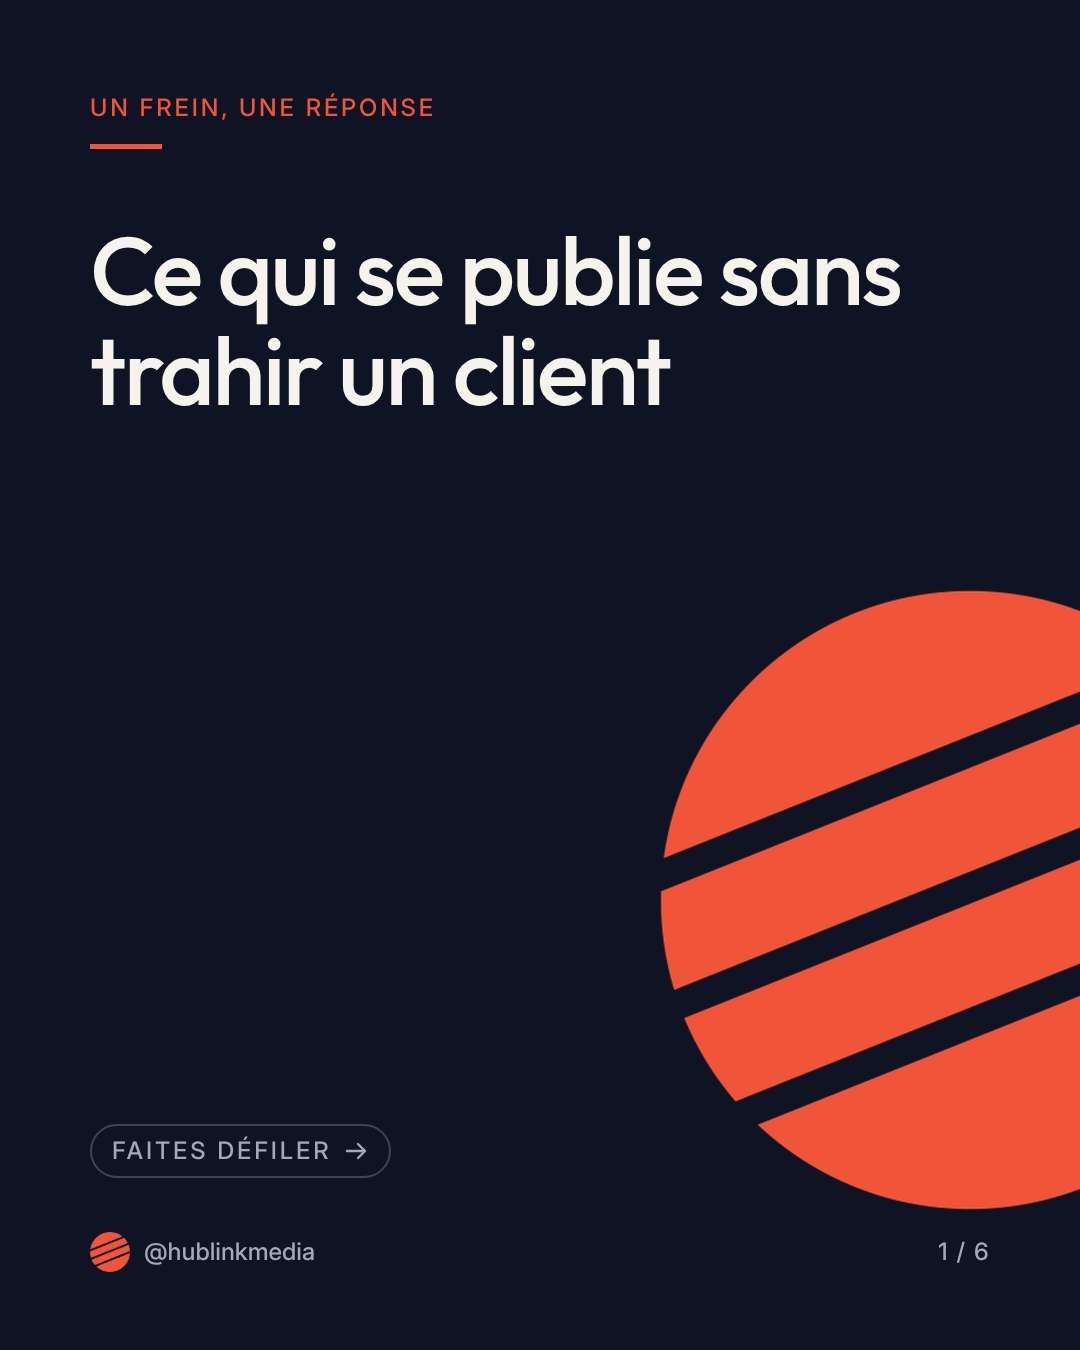 UN FREIN, UNE RÉPONSE
Ce qui se publie sans
trahir un client
FAITES DÉFILER →
@hublinkmedia
1 / 6